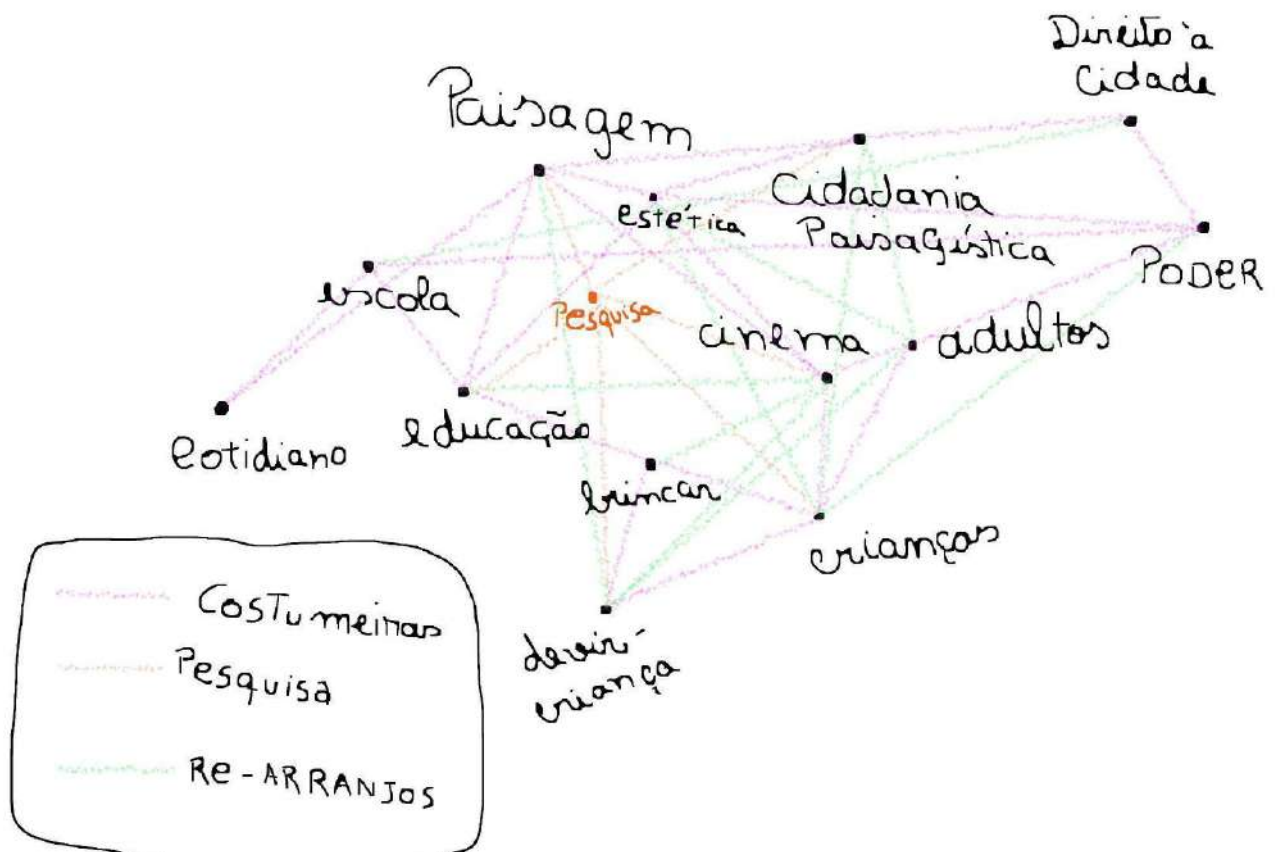 Direito à
Cidade
Paisagem
estética
Cidadania
Paisagística
PODER
escola
Pesquisa
cinema
adultos
Cotidiano
educação
brincar
crianças
devir-
criança
COSTumeiras
Pesquisa
Re-ARRANJOS